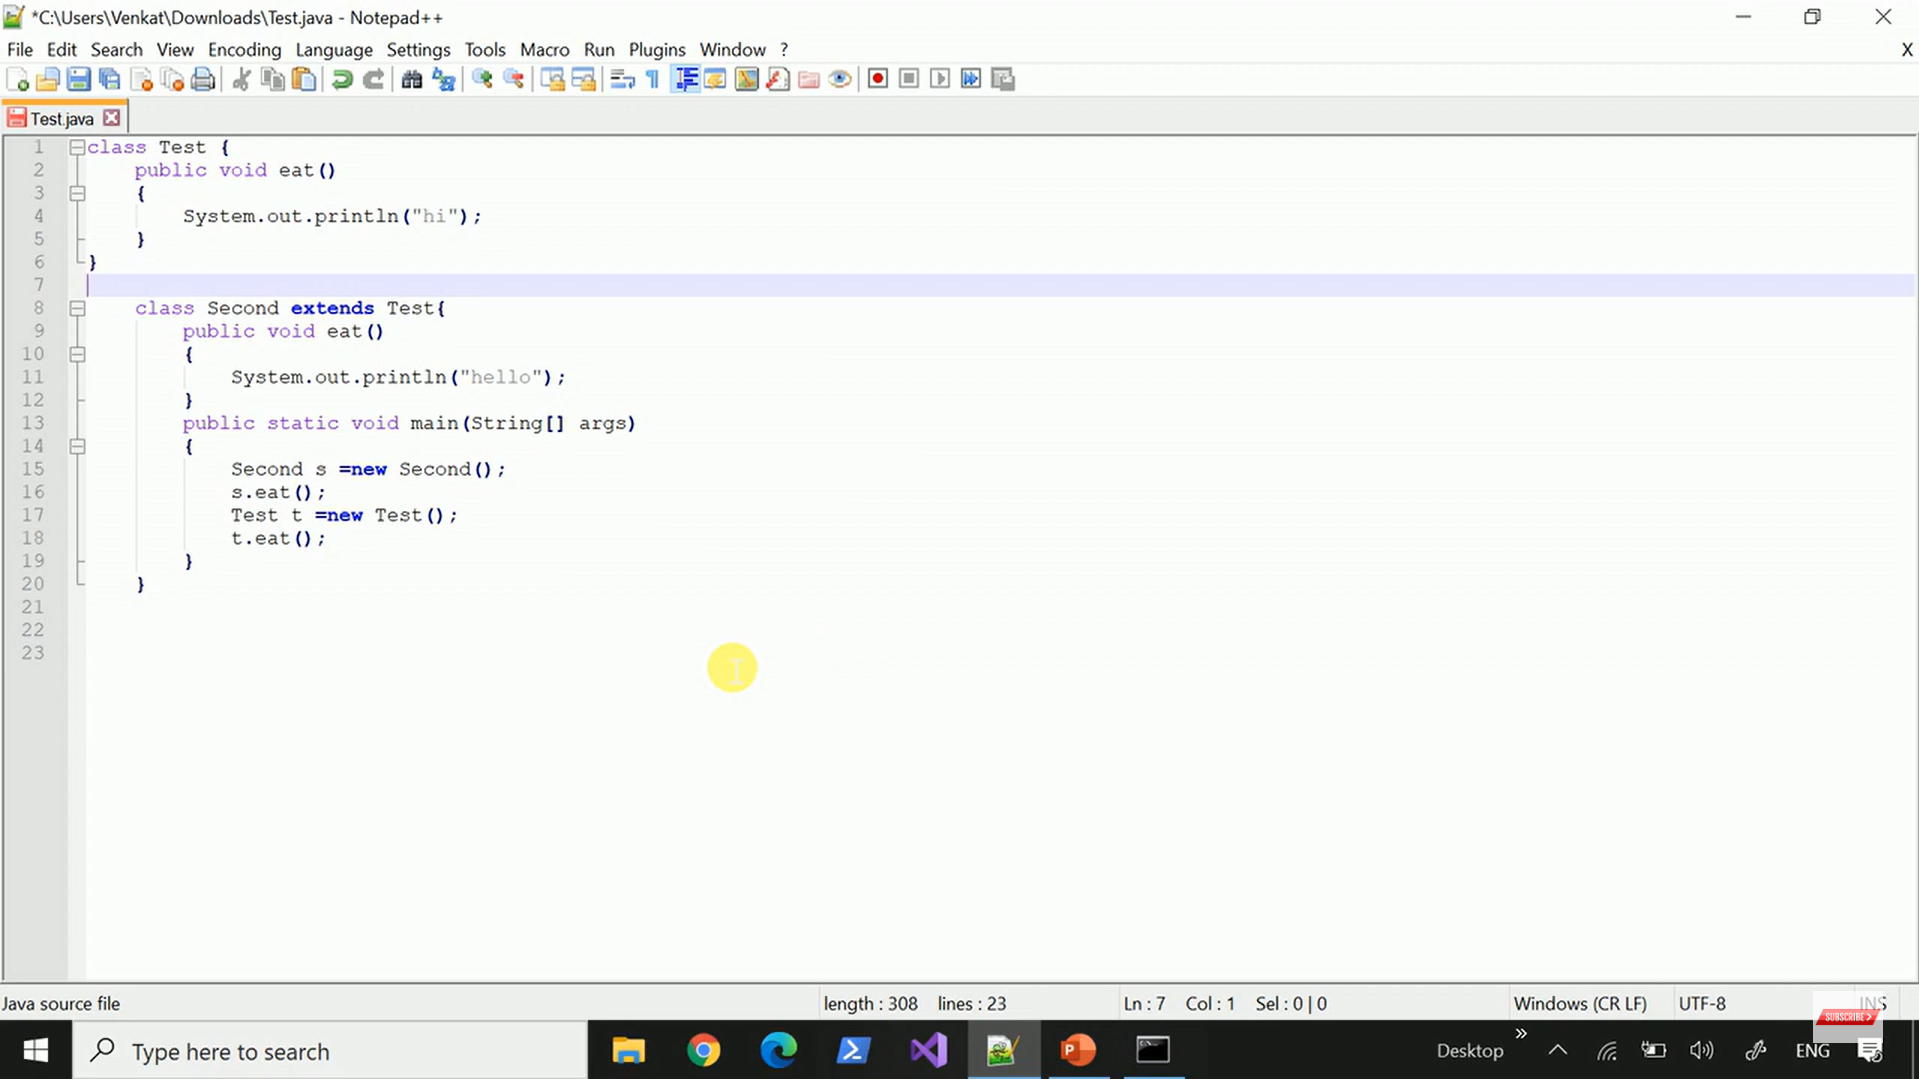 *C:\Users\Venkat\Downloads\Test.java - Notepad++
File Edit Search View Encoding Language Settings Tools Macro Run Plugins Window ? X
Test.java
1 class Test {
2 public void eat()
3 {
4 System.out.println("hi");
5 }
6 }
7
8 class Second extends Test{
9 public void eat()
10 {
11 System.out.println("hello");
12 }
13 public static void main(String[] args)
14 {
15 Second s =new Second();
16 s.eat();
17 Test t =new Test();
18 t.eat();
19 }
20 }
21
22
23
Java source file length : 308 lines : 23 Ln : 7 Col : 1 Sel : 0 | 0 Windows (CR LF) UTF-8 INS
SUBSCRIBE
Type here to search Desktop ENG